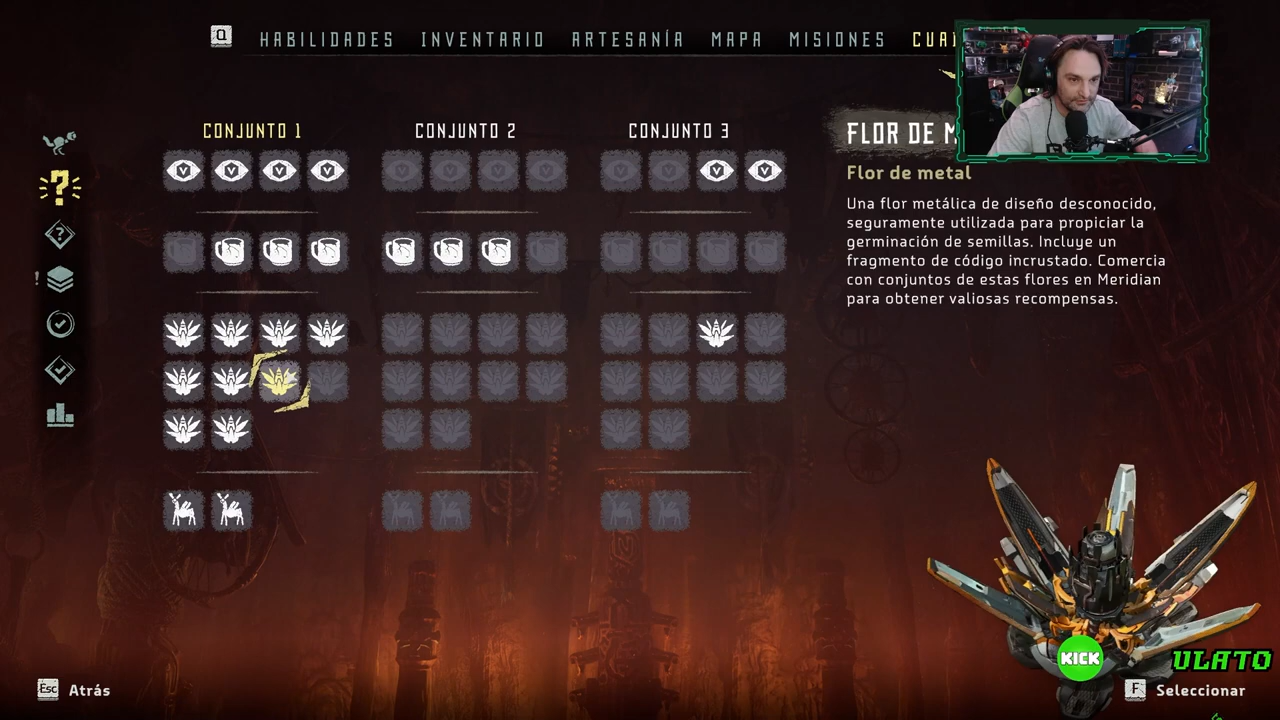 Q HABILIDADES INVENTARIO ARTESANÍA MAPA MISIONES
CONJUNTO 1 CONJUNTO 2 CONJUNTO 3
FLOR DE
Flor de metal
Una flor metálica de diseño desconocido,
seguramente utilizada para propiciar la
germinación de semillas. Incluye un
fragmento de código incrustado. Comercia
con conjuntos de estas flores en Meridian
para obtener valiosas recompensas.
KICK ULATO
Esc Atrás
F Seleccionar